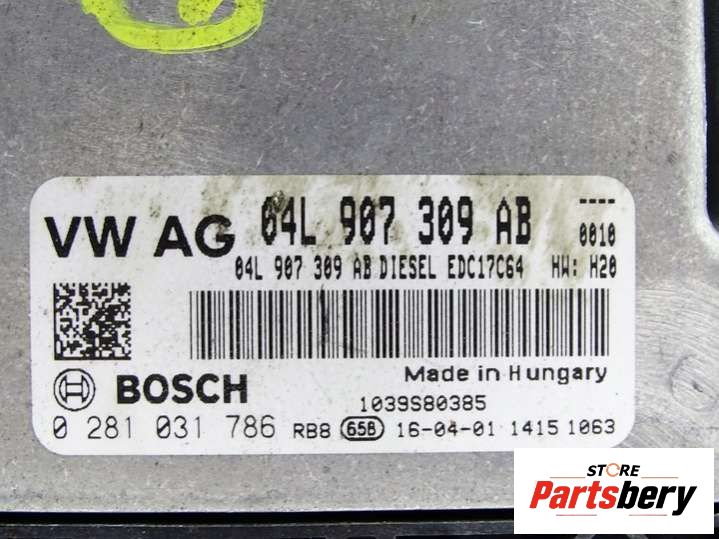 VW AG 04L 907 309 AB ----
0010
04L 907 309 AB DIESEL EDC17C64 HW: H20
BOSCH
Made in Hungary
1039S80385
0 281 031 786 RB8 658 16-04-01 1415 1063
STORE
Partsbery